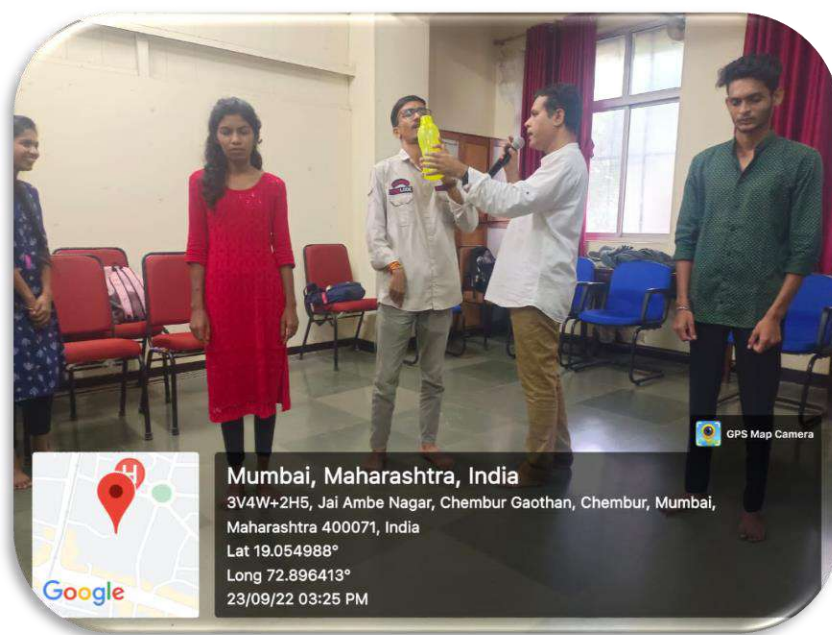 GPS Map Camera
H
Google
Mumbai, Maharashtra, India
3V4W+2H5, Jai Ambe Nagar, Chembur Gaothan, Chembur, Mumbai,
Maharashtra 400071, India
Lat 19.054988°
Long 72.896413°
23/09/22 03:25 PM